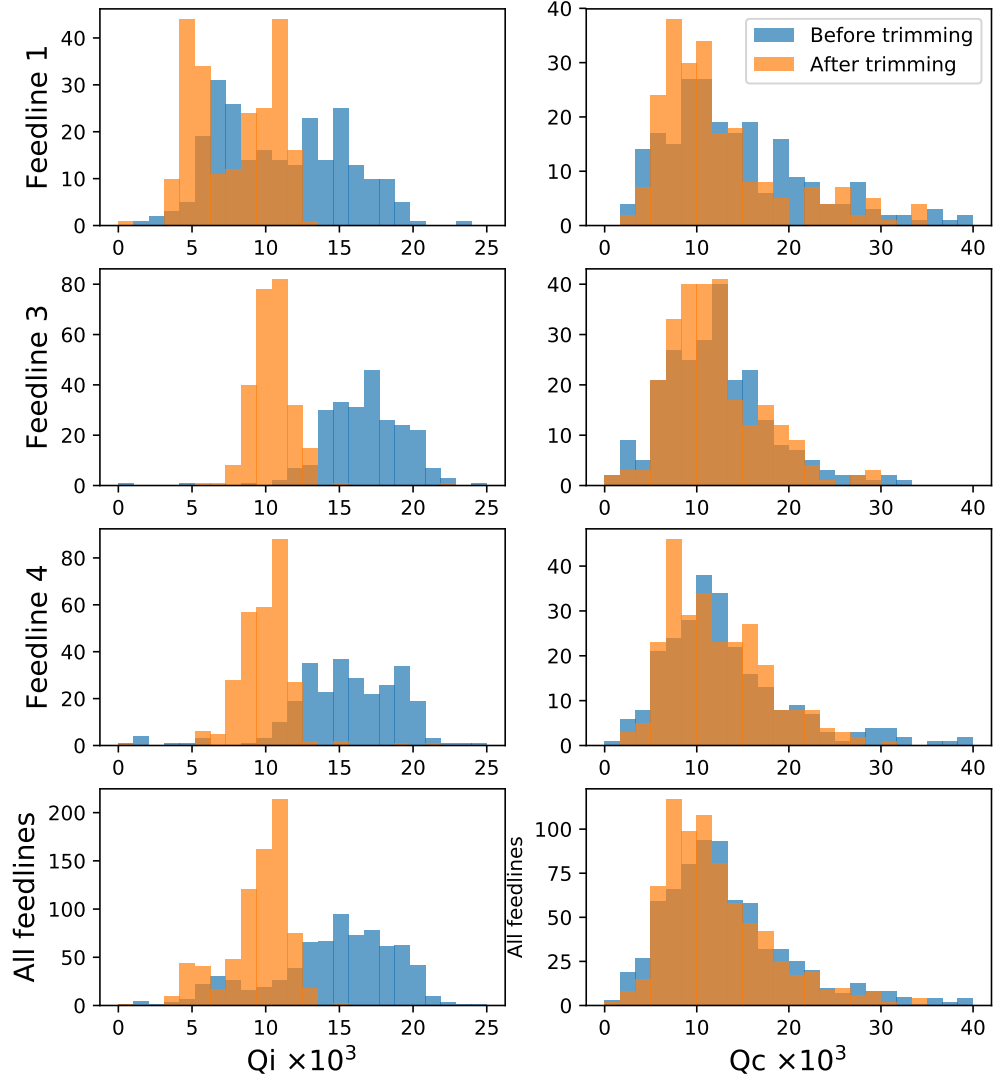 Feedline 1
40
30
20
10
0
0 5 10 15 20 25
40
30
20
10
0
0 10 20 30 40
Before trimming
After trimming
Feedline 3
80
60
40
20
0
0 5 10 15 20 25
40
30
20
10
0
0 10 20 30 40
Feedline 4
80
60
40
20
0
0 5 10 15 20 25
40
30
20
10
0
0 10 20 30 40
All feedlines
200
150
100
50
0
0 5 10 15 20 25
Qi ×10³
All feedlines
100
75
50
25
0
0 10 20 30 40
Qc ×10³